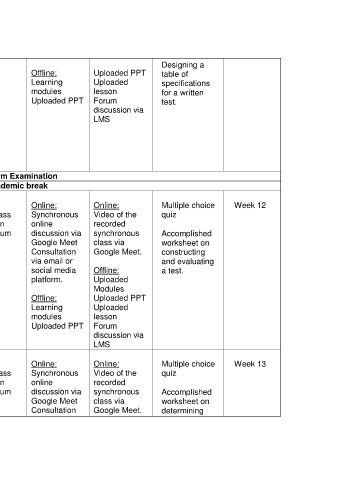 Offline:
Learning
modules
Uploaded PPT
Uploaded PPT
Uploaded
lesson
Forum
discussion via
LMS
Designing a
table of
specifications
for a written
test.
m Examination
demic break
ass
n
um
Online:
Synchronous
online
discussion via
Google Meet
Consultation
via email or
social media
platform.
Offline:
Learning
modules
Uploaded PPT
Online:
Video of the
recorded
synchronous
class via
Google Meet.
Offline:
Uploaded
Modules
Uploaded PPT
Uploaded
lesson
Forum
discussion via
LMS
Multiple choice
quiz
Accomplished
worksheet on
constructing
and evaluating
a test.
Week 12
ass
n
um
Online:
Synchronous
online
discussion via
Google Meet
Consultation
Online:
Video of the
recorded
synchronous
class via
Google Meet.
Multiple choice
quiz
Accomplished
worksheet on
determining
Week 13